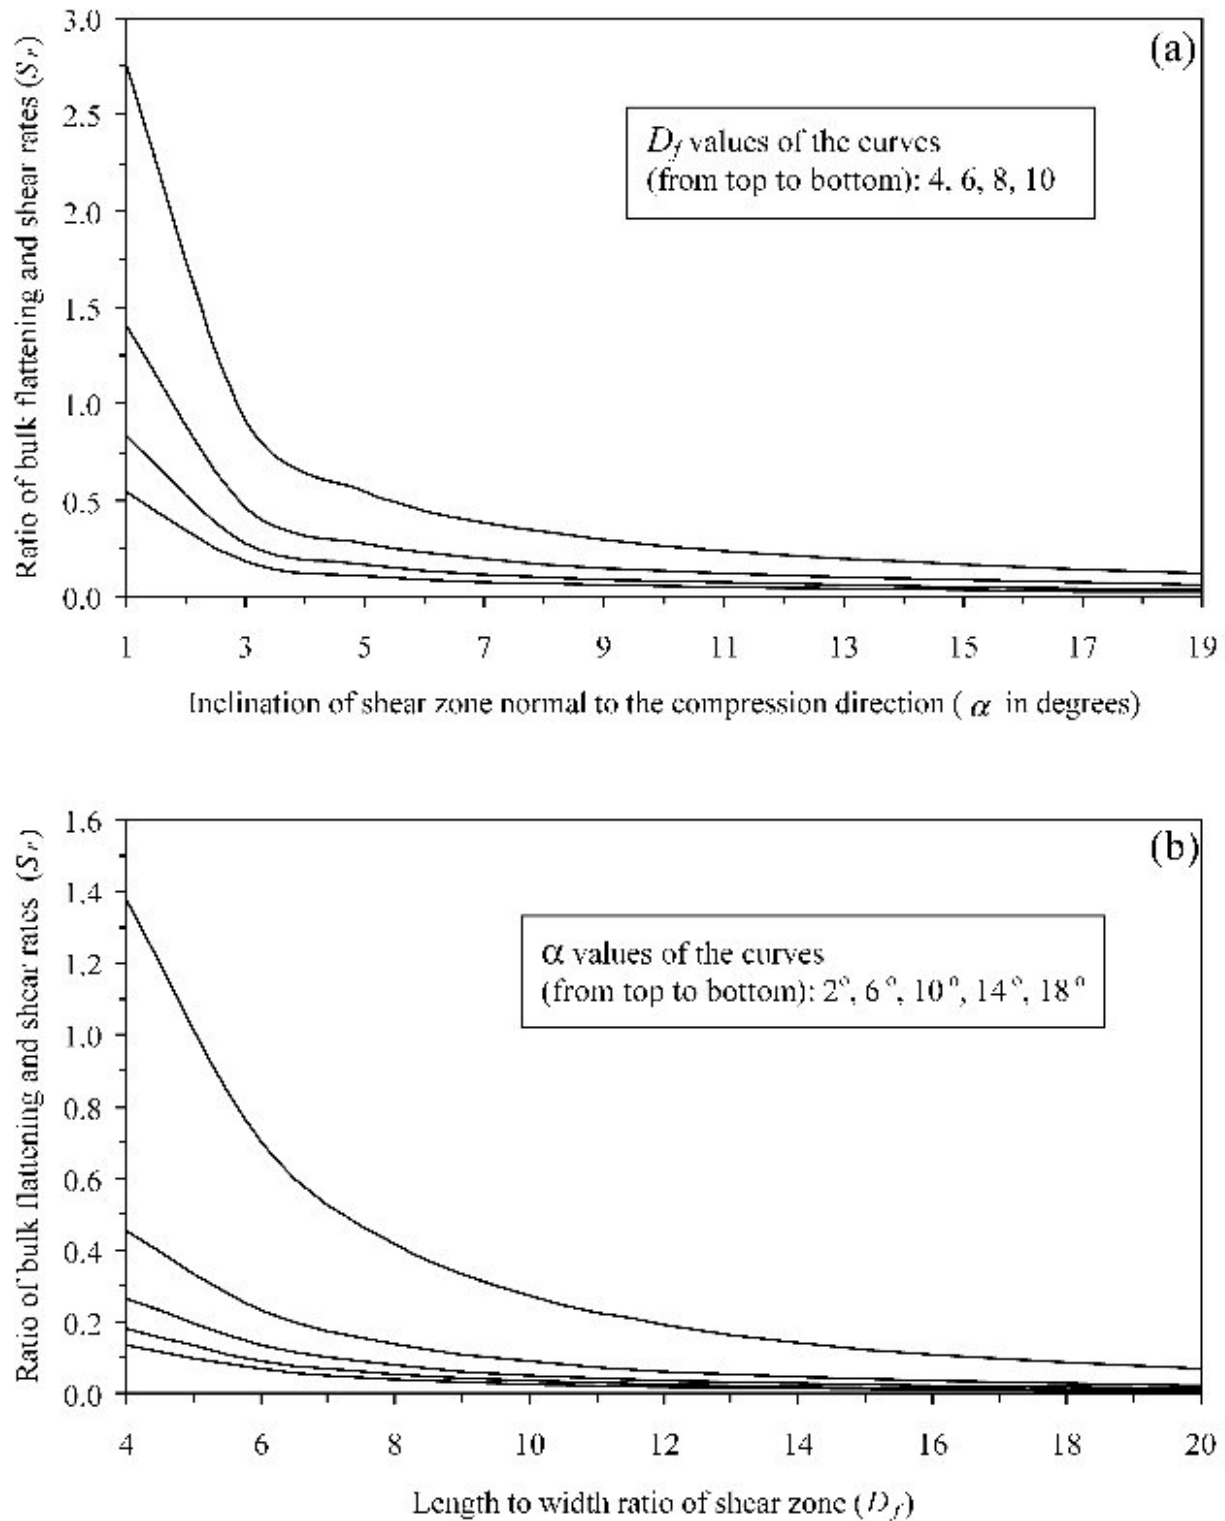 (a)
Ratio of bulk flattening and shear rates (Sr)
3.0
2.5
2.0
1.5
1.0
0.5
0.0
Df values of the curves
(from top to bottom): 4. 6, 8, 10
1 3 5 7 9 11 13 15 17 19
Inclination of shear zone normal to the compression direction ( α in degrees)
(b)
Ratio of bulk flattening and shear rates (Sr)
1.6
1.4
1.2
1.0
0.8
0.6
0.4
0.2
0.0
α values of the curves
(from top to bottom): 2°, 6°, 10°, 14°, 18°
4 6 8 10 12 14 16 18 20
Length to width ratio of shear zone (Df)